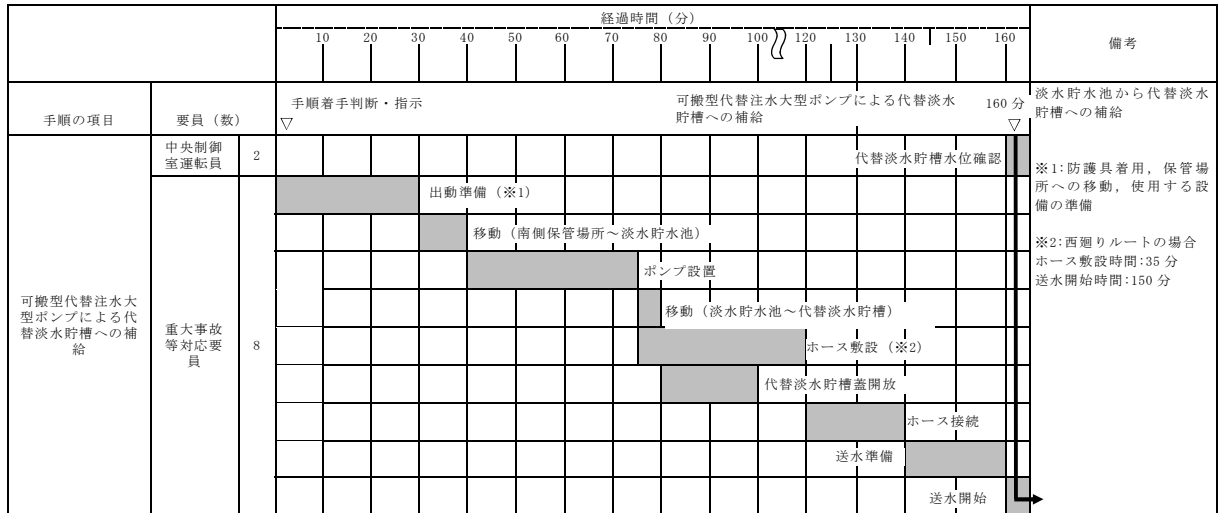 経過時間（分）
10 20 30 40 50 60 70 80 90 100 120 130 140 150 160
備考
手順の項目
要員（数）
手順着手判断・指示
▽
可搬型代替注水大型ポンプによる代替淡水
貯槽への補給
160 分
▽
淡水貯水池から代替淡水
貯槽への補給
可搬型代替注水大
型ポンプによる代
替淡水貯槽への補
給
中央制御
室運転員
2
代替淡水貯槽水位確認
重大事故
等対応要
員
8
出動準備（※1）
移動（南側保管場所～淡水貯水池）
ポンプ設置
移動（淡水貯水池～代替淡水貯槽）
ホース敷設（※2）
代替淡水貯槽蓋開放
ホース接続
送水準備
送水開始
※1:防護具着用，保管場
所への移動，使用する設
備の準備
※2:西廻りルートの場合
ホース敷設時間:35 分
送水開始時間:150 分